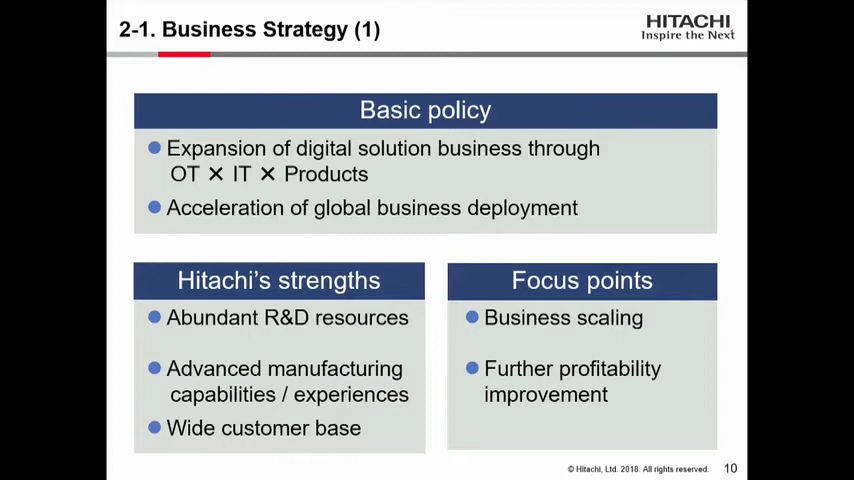 2-1. Business Strategy (1)
HITACHI
Inspire the Next
Basic policy
Expansion of digital solution business through
OT × IT × Products
Acceleration of global business deployment
Hitachi's strengths
Abundant R&D resources
Advanced manufacturing
capabilities / experiences
Wide customer base
Focus points
Business scaling
Further profitability
improvement
© Hitachi, Ltd. 2018. All rights reserved.
10